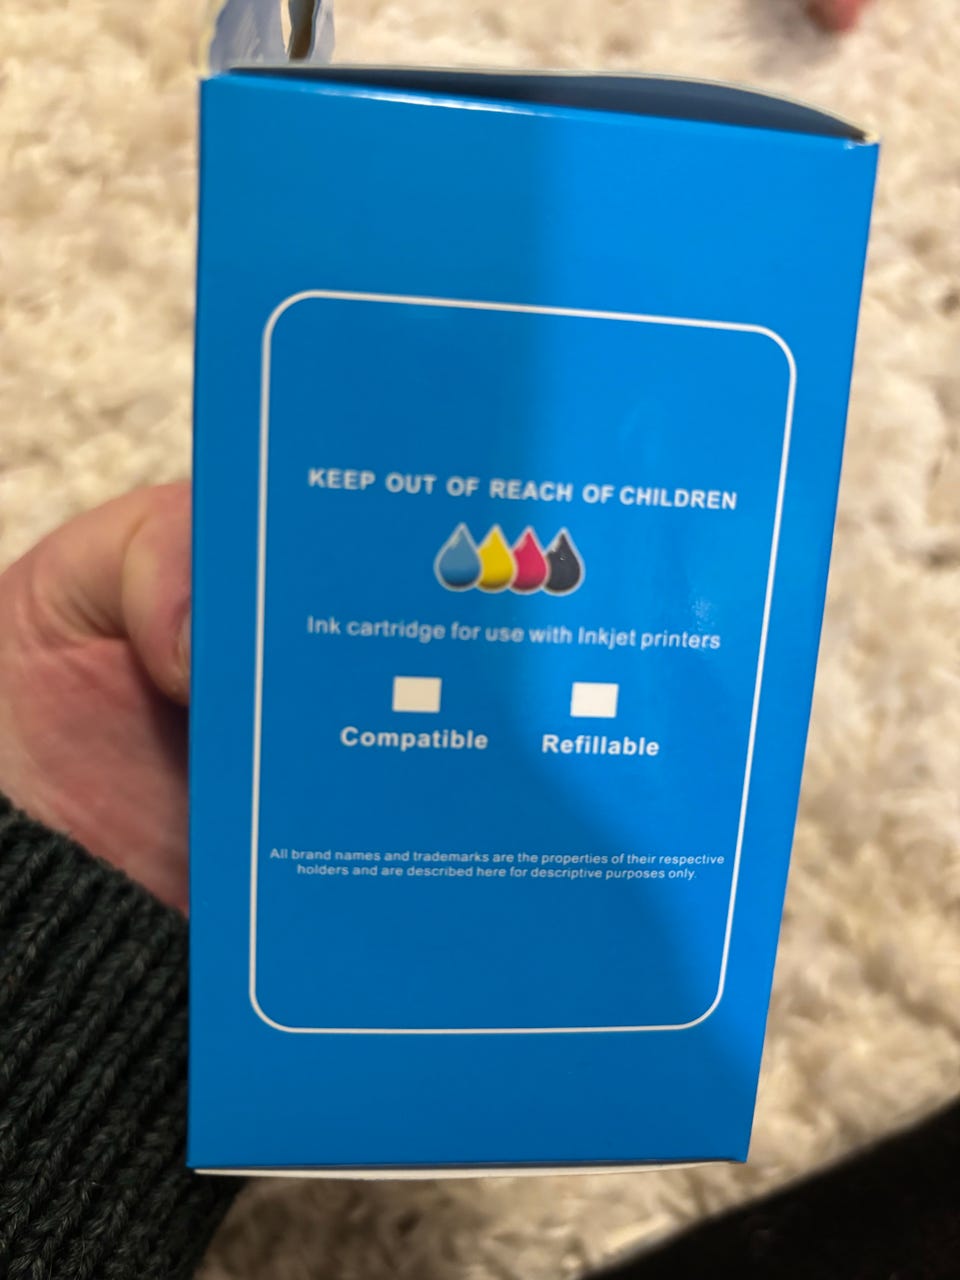 KEEP OUT OF REACH OF CHILDREN
Ink cartridge for use with Inkjet printers
Compatible Refillable
All brand names and trademarks are the properties of their respective
holders and are described here for descriptive purposes only.